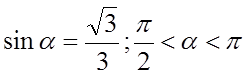 sin α = √3/3 ; π/2 < α < π